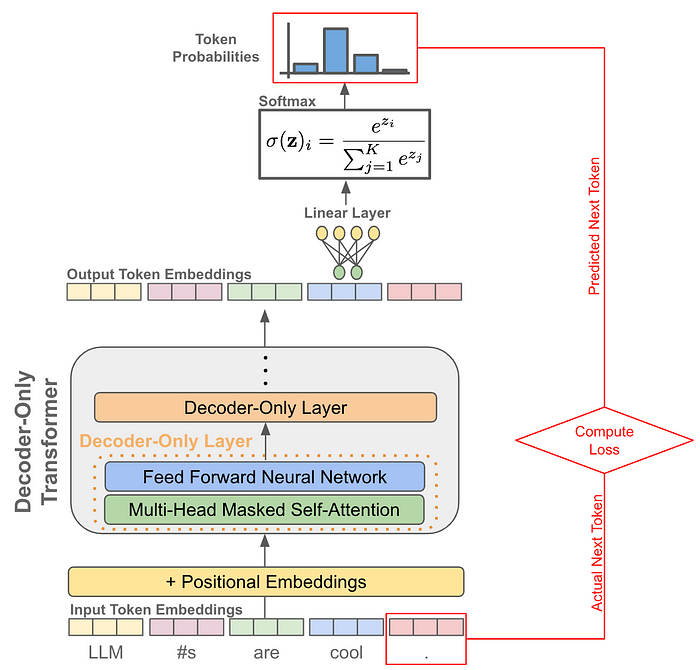 Token
Probabilities
Softmax
σ(z)i = e^{z_i} / ∑_{j=1}^{K} e^{z_j}
Linear Layer
Output Token Embeddings
Decoder-Only
Transformer
Decoder-Only Layer
Decoder-Only Layer
Feed Forward Neural Network
Multi-Head Masked Self-Attention
+ Positional Embeddings
Input Token Embeddings
LLM #s are cool .
Predicted Next Token
Compute
Loss
Actual Next Token